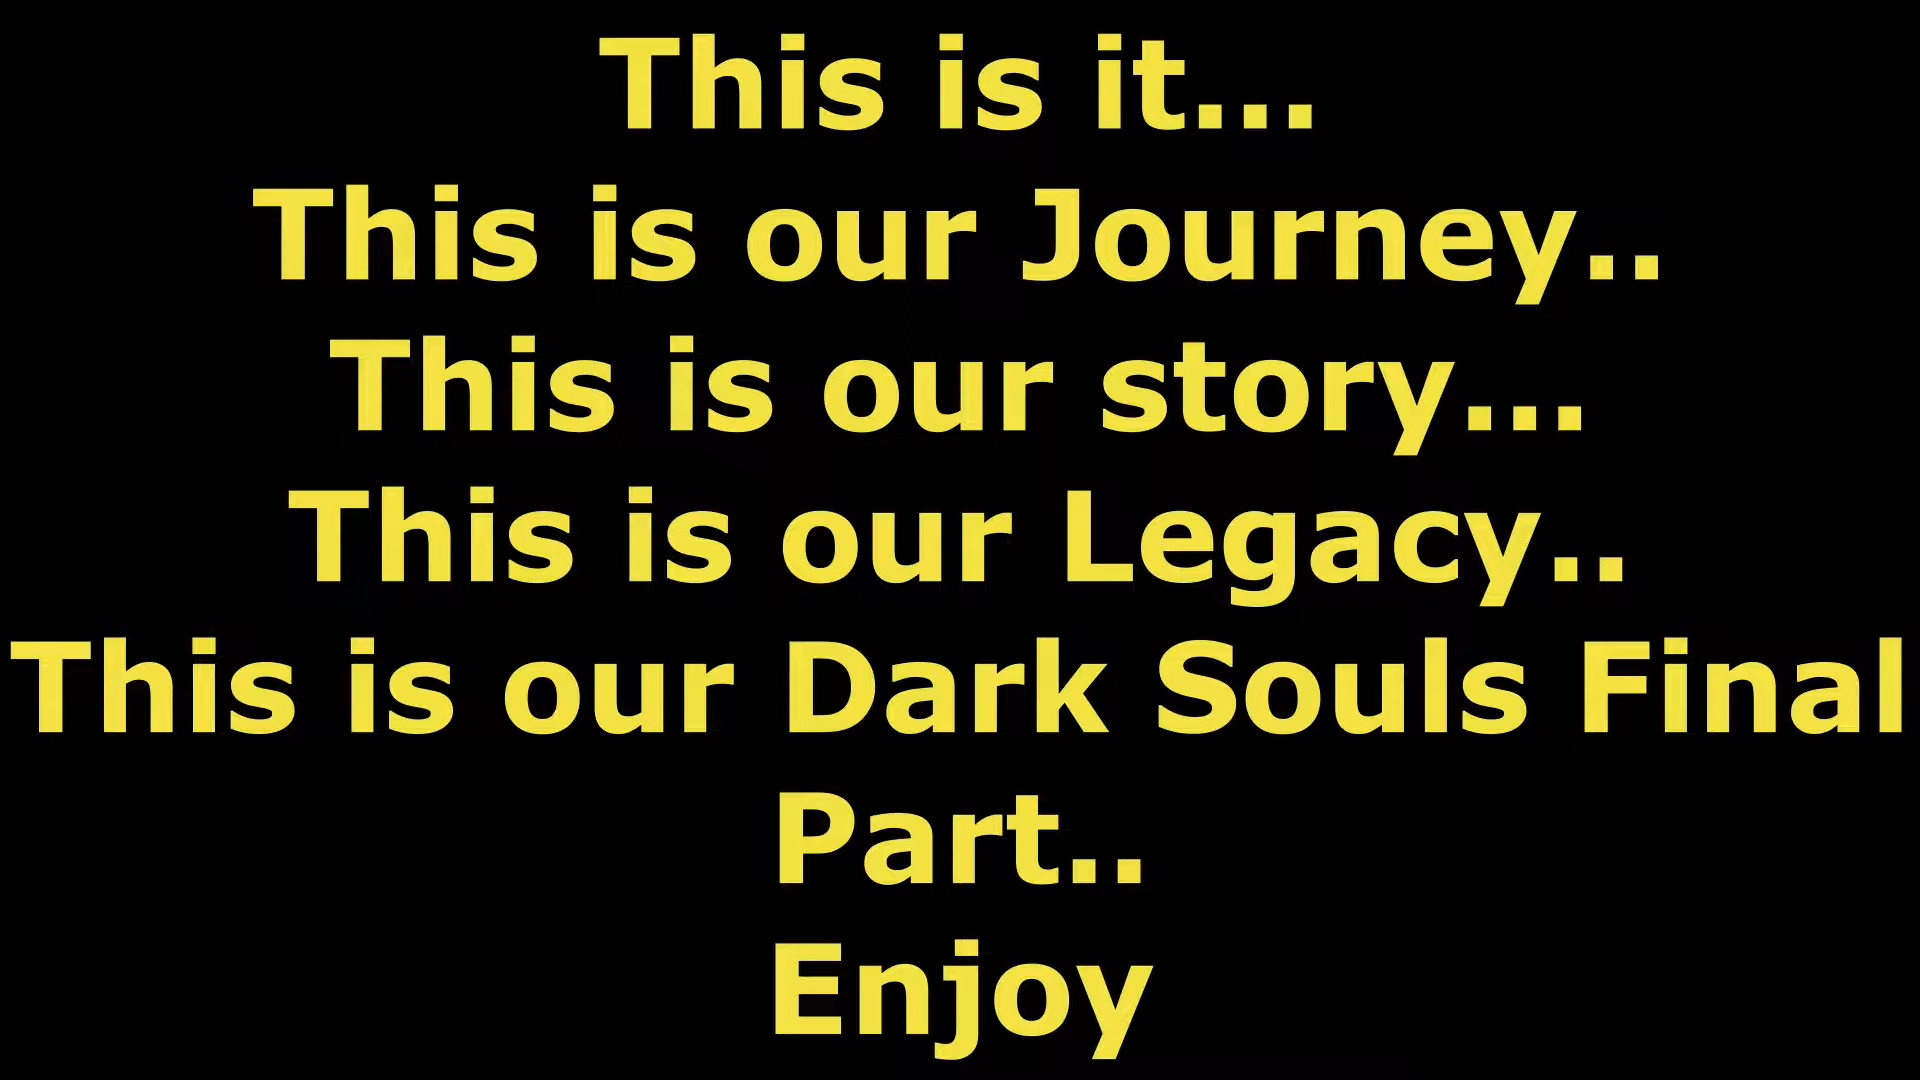 This is it...
This is our Journey..
This is our story...
This is our Legacy..
This is our Dark Souls Final
Part..
Enjoy